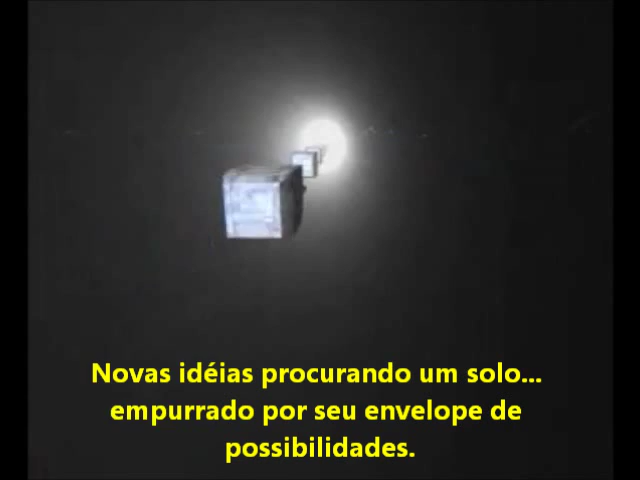 Novas idéias procurando um solo...
empurrado por seu envelope de
possibilidades.